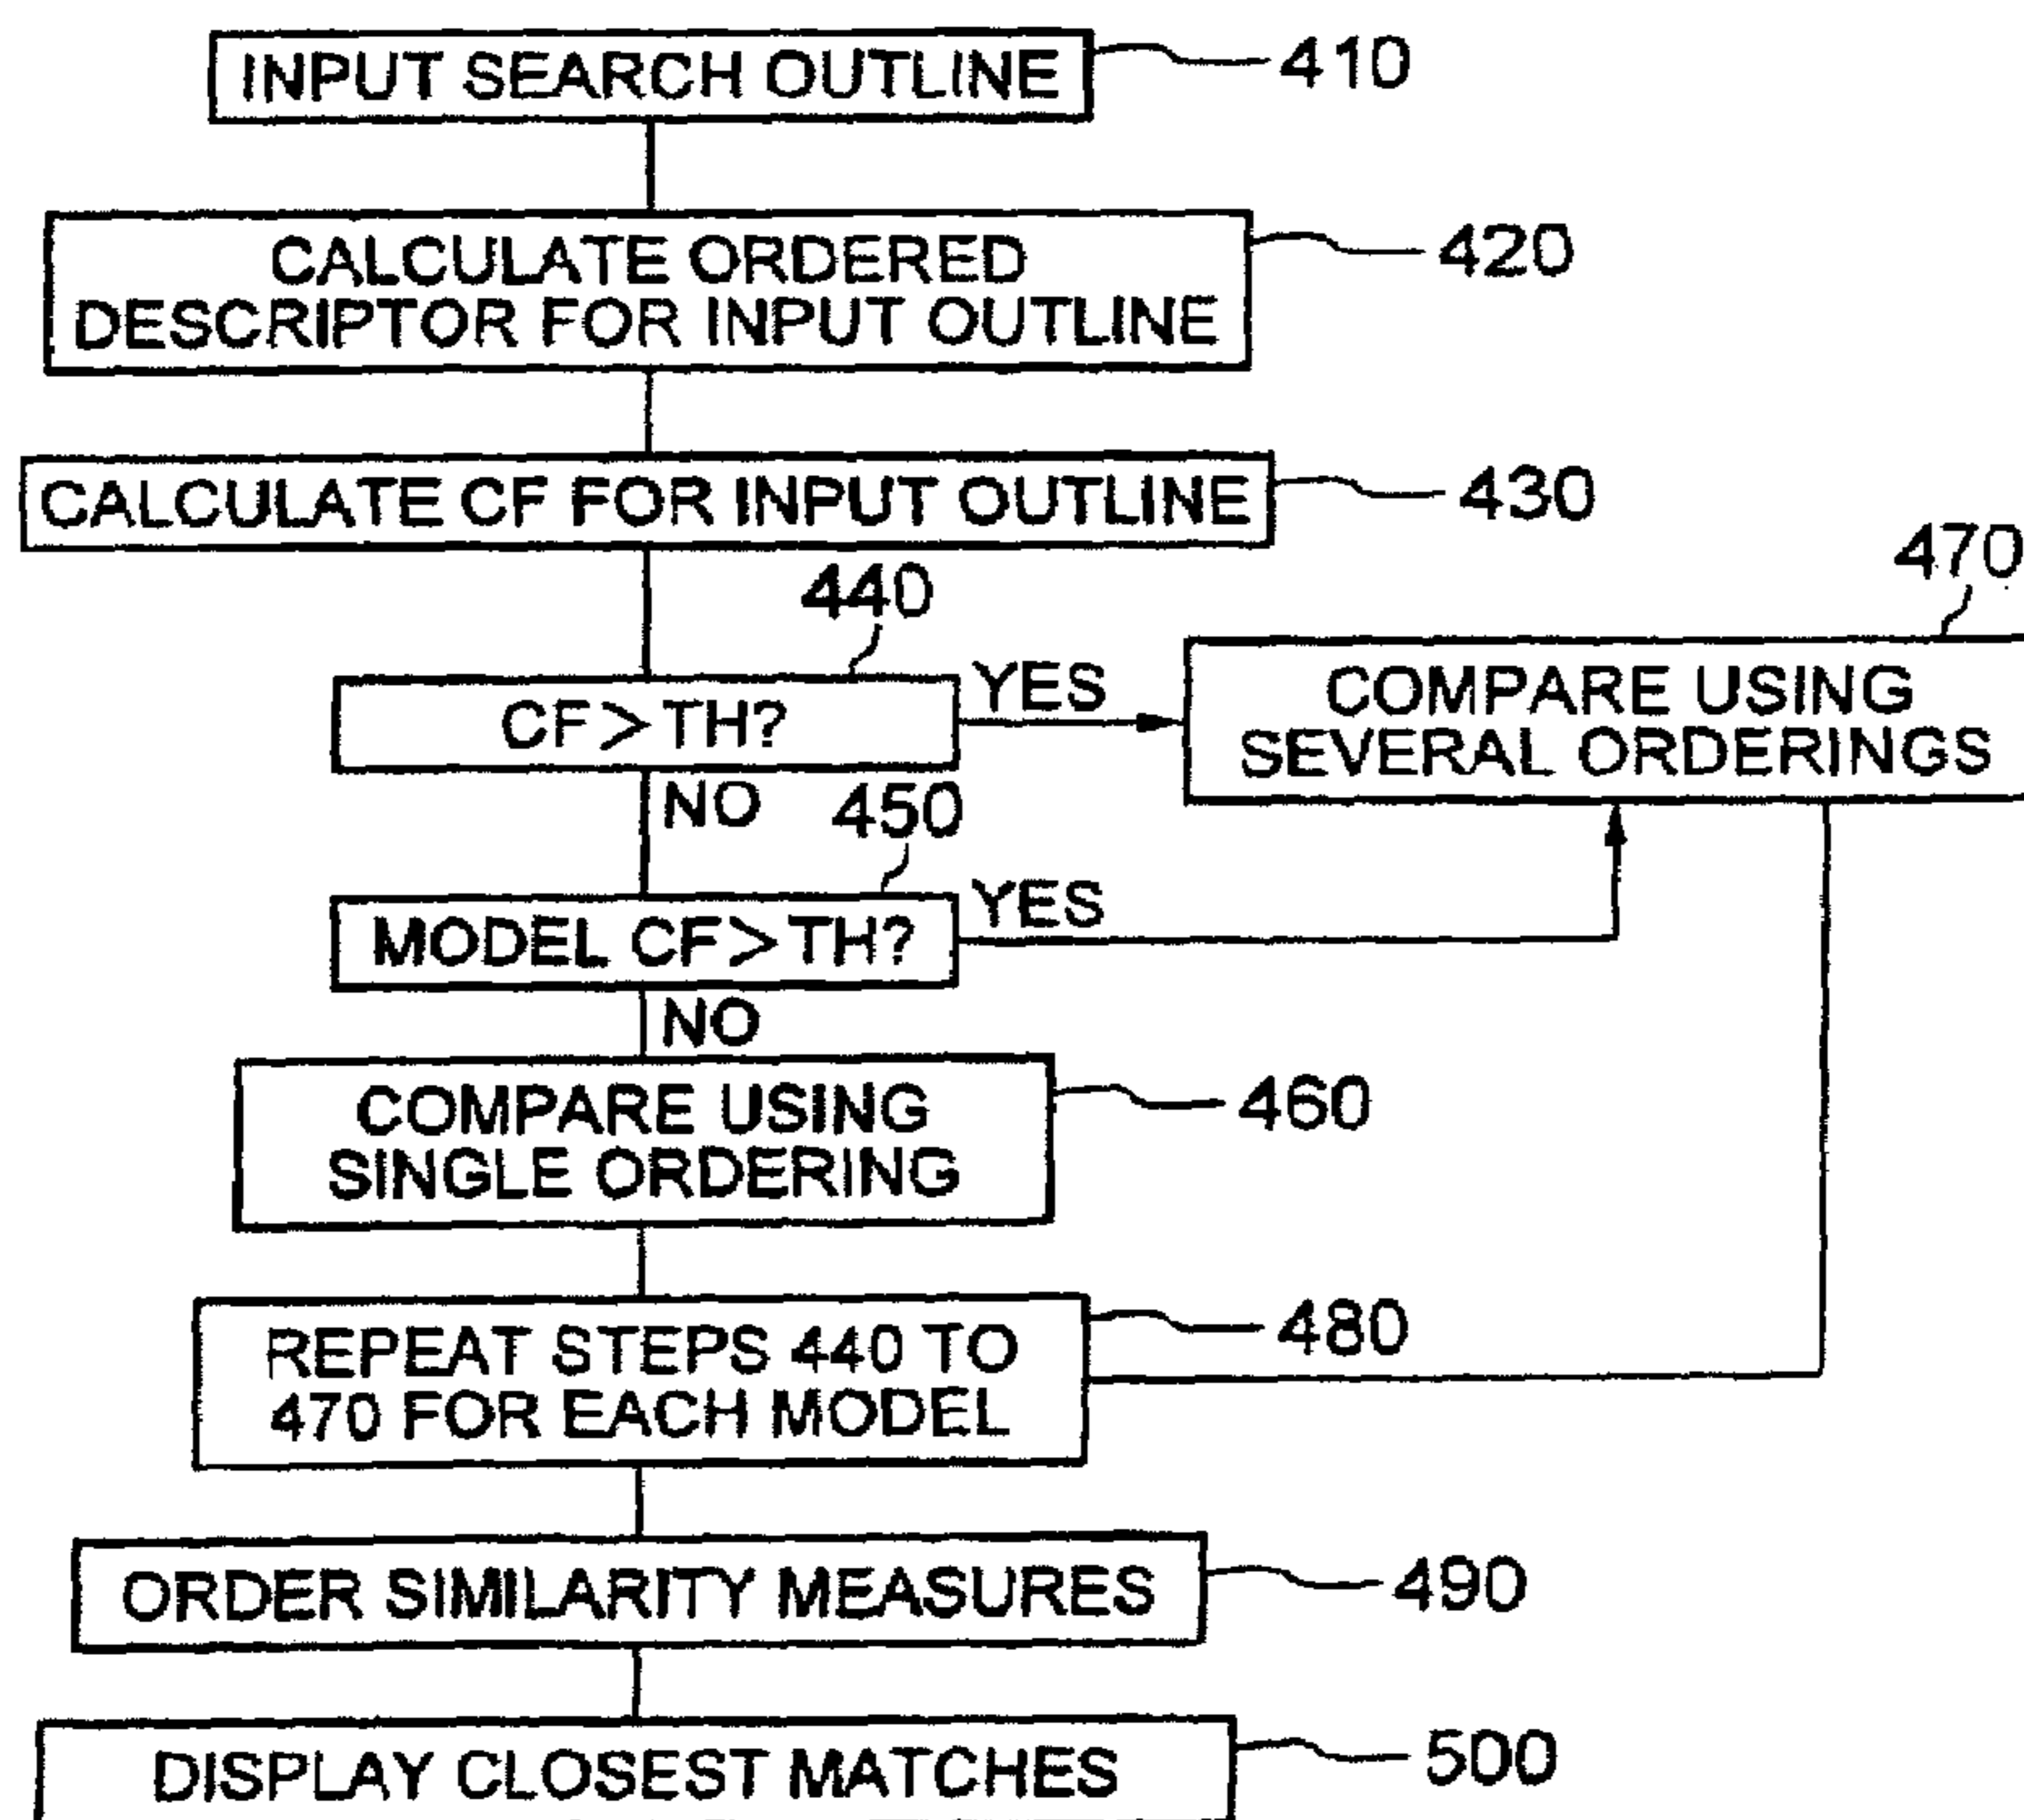 INPUT SEARCH OUTLINE
410
CALCULATE ORDERED
DESCRIPTOR FOR INPUT OUTLINE
420
CALCULATE CF FOR INPUT OUTLINE
430
440
CF>TH?
YES
NO
470
COMPARE USING
SEVERAL ORDERINGS
450
MODEL CF>TH?
YES
NO
COMPARE USING
SINGLE ORDERING
460
REPEAT STEPS 440 TO
470 FOR EACH MODEL
480
ORDER SIMILARITY MEASURES
490
DISPLAY CLOSEST MATCHES
500